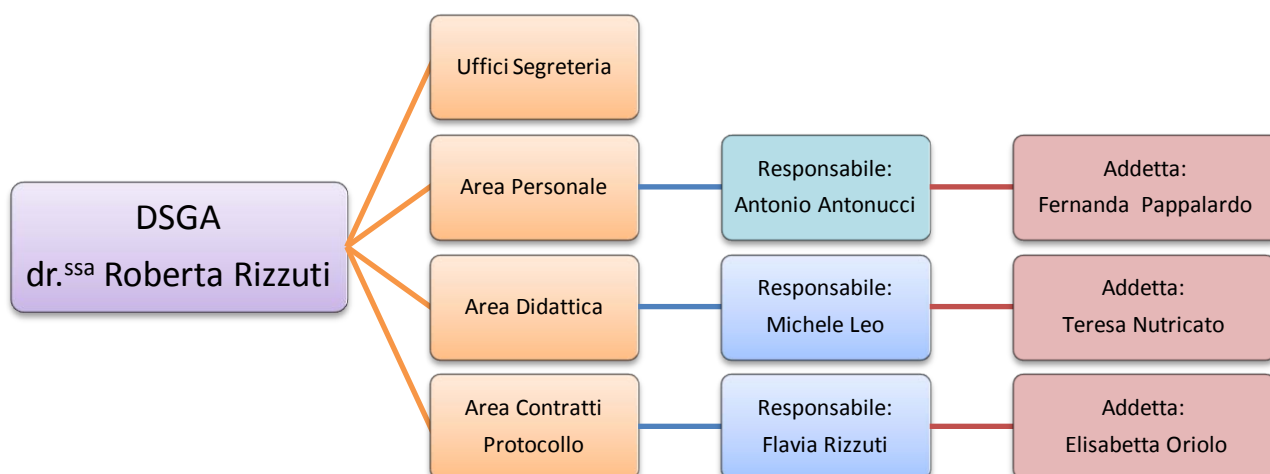 DSGA
dr.ssa Roberta Rizzuti
Uffici Segreteria
Area Personale
Responsabile:
Antonio Antonucci
Addetta:
Fernanda Pappalardo
Area Didattica
Responsabile:
Michele Leo
Addetta:
Teresa Nutricato
Area Contratti
Protocollo
Responsabile:
Flavia Rizzuti
Addetta:
Elisabetta Oriolo